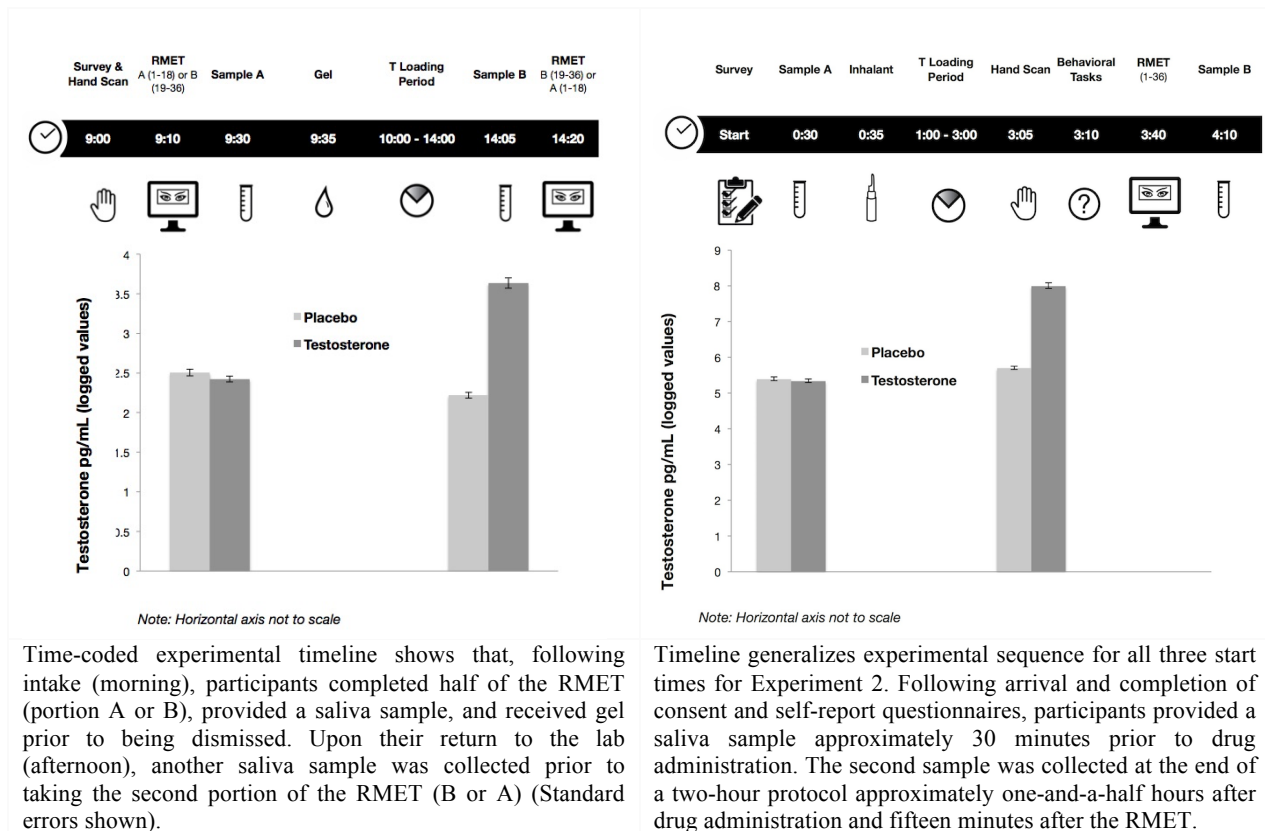 Survey & Hand Scan
RMET A (1-18) or B (19-36)
Sample A
Gel
T Loading Period
Sample B
RMET B (19-36) or A (1-18)
9:00 9:10 9:30 9:35 10:00 - 14:00 14:05 14:20
Testosterone pg/mL (logged values)
4
3.5
3
2.5
2
1.5
1
0.5
0
Placebo
Testosterone
Note: Horizontal axis not to scale
Time-coded experimental timeline shows that, following
intake (morning), participants completed half of the RMET
(portion A or B), provided a saliva sample, and received gel
prior to being dismissed. Upon their return to the lab
(afternoon), another saliva sample was collected prior to
taking the second portion of the RMET (B or A) (Standard
errors shown).
Survey
Sample A
Inhalant
T Loading Period
Hand Scan
Behavioral Tasks
RMET (1-36)
Sample B
Start 0:30 0:35 1:00 - 3:00 3:05 3:10 3:40 4:10
?
Testosterone pg/mL (logged values)
9
8
7
6
5
4
3
2
1
0
Placebo
Testosterone
Note: Horizontal axis not to scale
Timeline generalizes experimental sequence for all three start
times for Experiment 2. Following arrival and completion of
consent and self-report questionnaires, participants provided a
saliva sample approximately 30 minutes prior to drug
administration. The second sample was collected at the end of
a two-hour protocol approximately one-and-a-half hours after
drug administration and fifteen minutes after the RMET.